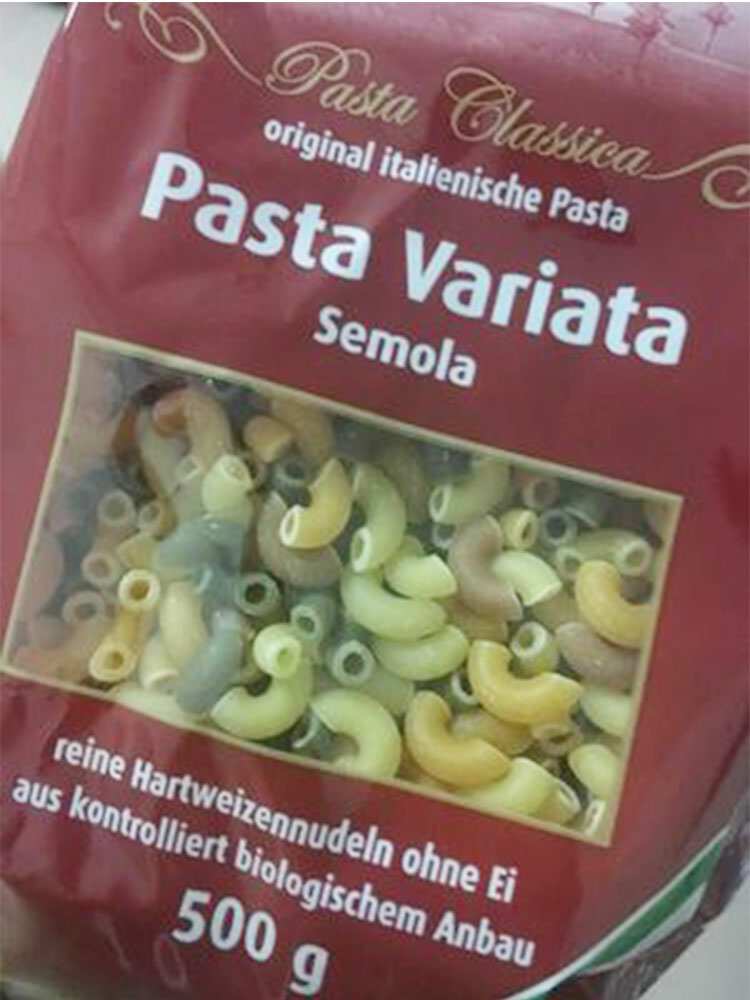 Pasta Classica
original italienische Pasta
Pasta Variata
Semola
reine Hartweizennudeln ohne Ei
aus kontrolliert biologischem Anbau
500 g